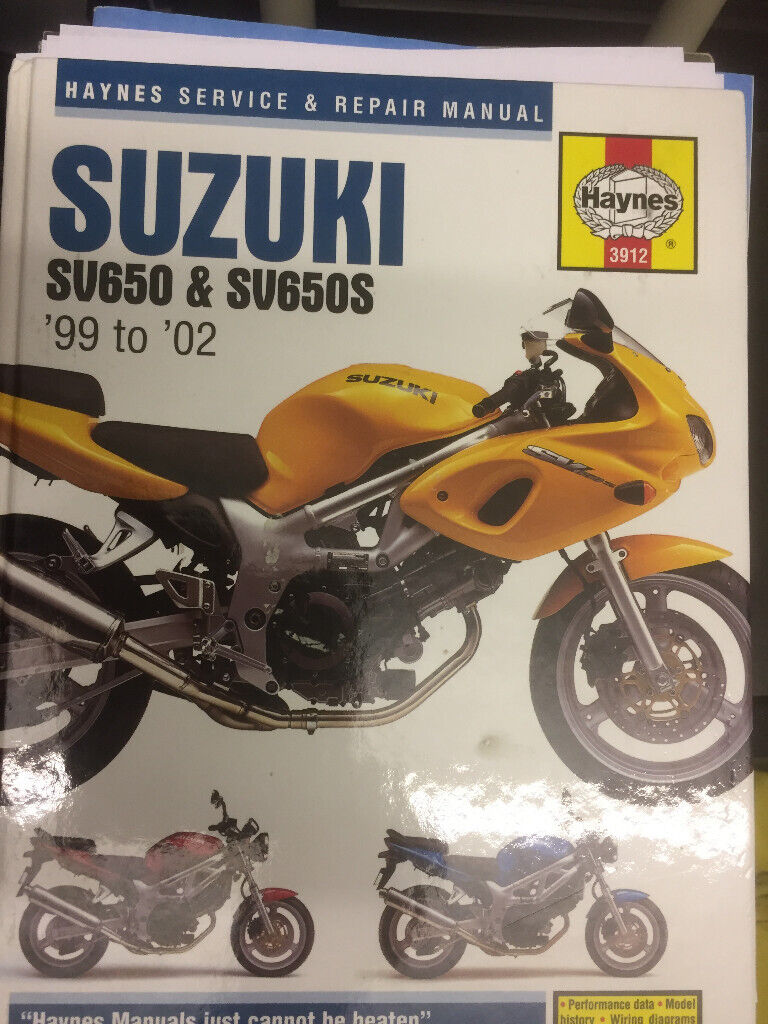 HAYNES SERVICE & REPAIR MANUAL
SUZUKI
SV650 & SV650S
'99 to '02
Haynes
®
3912
SUZUKI
"Haynes Manuals just cannot be beaten"
• Performance data • Model
history • Wiring diagrams